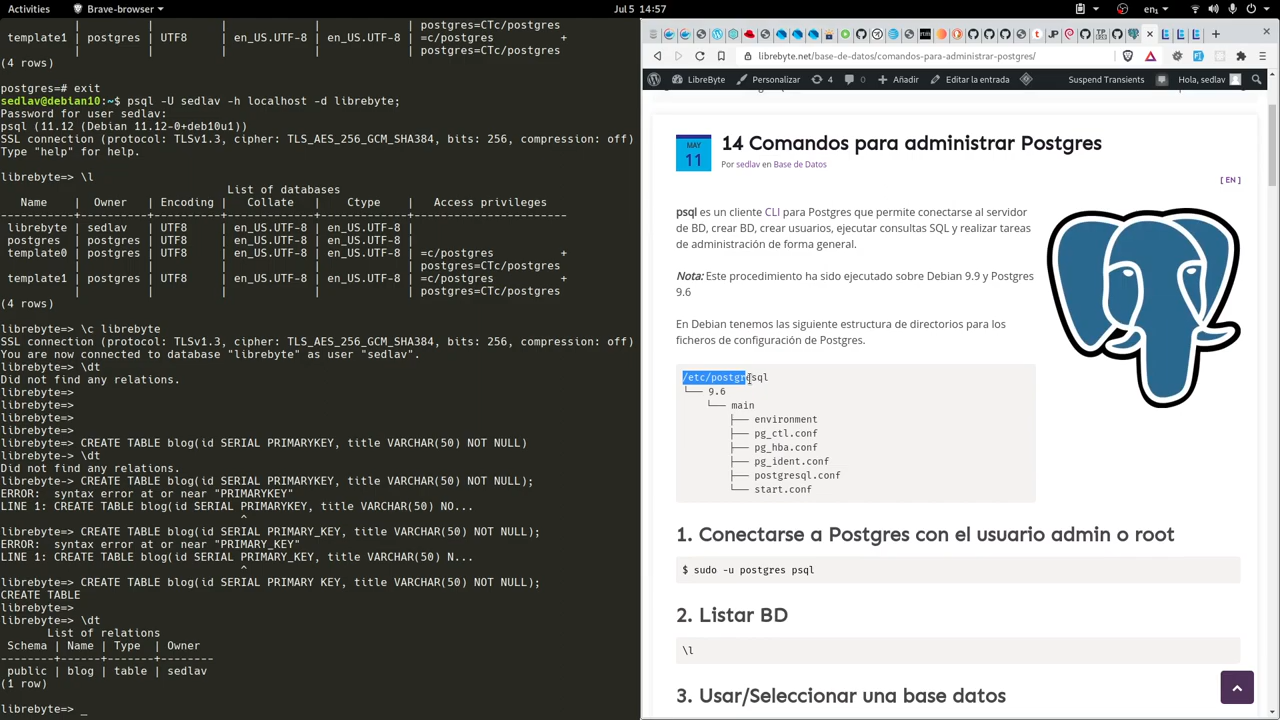 Activities
Brave-browser
Jul 5 14:57
en
| | | | | postgres=CTc/postgres
template1 | postgres | UTF8 | en_US.UTF-8 | en_US.UTF-8 | =c/postgres +
| | | | | postgres=CTc/postgres
(4 rows)
postgres=# exit
sedlav@debian10:~$ psql -U sedlav -h localhost -d librebyte;
Password for user sedlav:
psql (11.12 (Debian 11.12-0+deb10u1))
SSL connection (protocol: TLSv1.3, cipher: TLS_AES_256_GCM_SHA384, bits: 256, compression: off)
Type "help" for help.
librebyte=> \l
List of databases
Name | Owner | Encoding | Collate | Ctype | Access privileges
-----------+----------+----------+-------------+-------------+-----------------------
librebyte | sedlav | UTF8 | en_US.UTF-8 | en_US.UTF-8 |
postgres | postgres | UTF8 | en_US.UTF-8 | en_US.UTF-8 |
template0 | postgres | UTF8 | en_US.UTF-8 | en_US.UTF-8 | =c/postgres +
| | | | | postgres=CTc/postgres
template1 | postgres | UTF8 | en_US.UTF-8 | en_US.UTF-8 | =c/postgres +
| | | | | postgres=CTc/postgres
(4 rows)
librebyte=> \c librebyte
SSL connection (protocol: TLSv1.3, cipher: TLS_AES_256_GCM_SHA384, bits: 256, compression: off)
You are now connected to database "librebyte" as user "sedlav".
librebyte=> \dt
Did not find any relations.
librebyte=>
librebyte=>
librebyte=>
librebyte=> CREATE TABLE blog(id SERIAL PRIMARYKEY, title VARCHAR(50) NOT NULL)
librebyte-> \dt
Did not find any relations.
librebyte-> CREATE TABLE blog(id SERIAL PRIMARYKEY, title VARCHAR(50) NOT NULL);
ERROR: syntax error at or near "PRIMARYKEY"
LINE 1: CREATE TABLE blog(id SERIAL PRIMARYKEY, title VARCHAR(50) NO...
^
librebyte=> CREATE TABLE blog(id SERIAL PRIMARY_KEY, title VARCHAR(50) NOT NULL);
ERROR: syntax error at or near "PRIMARY_KEY"
LINE 1: CREATE TABLE blog(id SERIAL PRIMARY_KEY, title VARCHAR(50) N...
^
librebyte=> CREATE TABLE blog(id SERIAL PRIMARY KEY, title VARCHAR(50) NOT NULL);
CREATE TABLE
librebyte=>
librebyte=> \dt
List of relations
Schema | Name | Type | Owner
--------+------+-------+--------
public | blog | table | sedlav
(1 row)
librebyte=> _
librebyte.net/base-de-datos/comandos-para-administrar-postgres/
LibreByte Personalizar 4 0 Añadir Editar la entrada Suspend Transients Hola, sedlav
MAY
11
14 Comandos para administrar Postgres
Por sedlav en Base de Datos
[ EN ]
psql es un cliente CLI para Postgres que permite conectarse al servidor
de BD, crear BD, crear usuarios, ejecutar consultas SQL y realizar tareas
de administración de forma general.
Nota: Este procedimiento ha sido ejecutado sobre Debian 9.9 y Postgres
9.6
En Debian tenemos las siguiente estructura de directorios para los
ficheros de configuración de Postgres.
/etc/postgresql
└── 9.6
└── main
├── environment
├── pg_ctl.conf
├── pg_hba.conf
├── pg_ident.conf
├── postgresql.conf
└── start.conf
1. Conectarse a Postgres con el usuario admin o root
$ sudo -u postgres psql
2. Listar BD
\l
3. Usar/Seleccionar una base datos